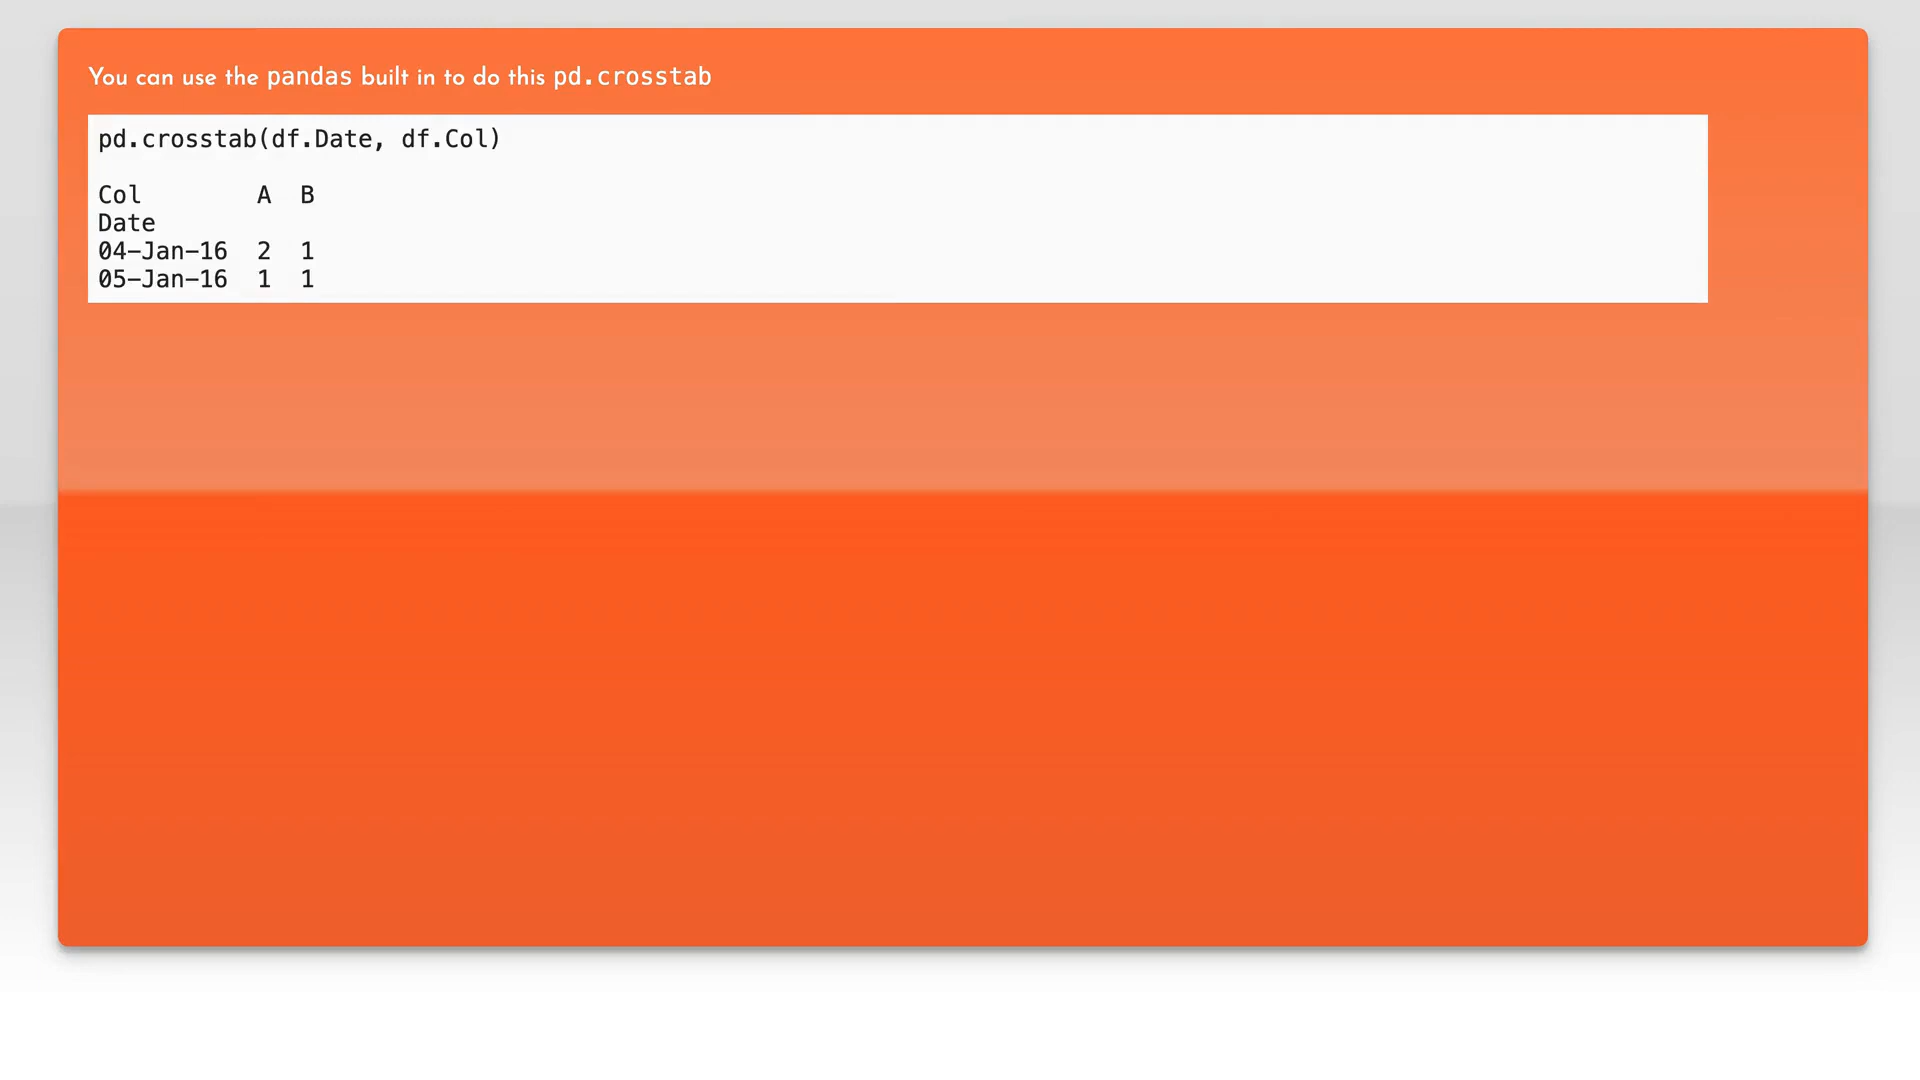 You can use the pandas built in to do this pd.crosstab
pd.crosstab(df.Date, df.Col)
Col        A  B
Date
04-Jan-16  2  1
05-Jan-16  1  1